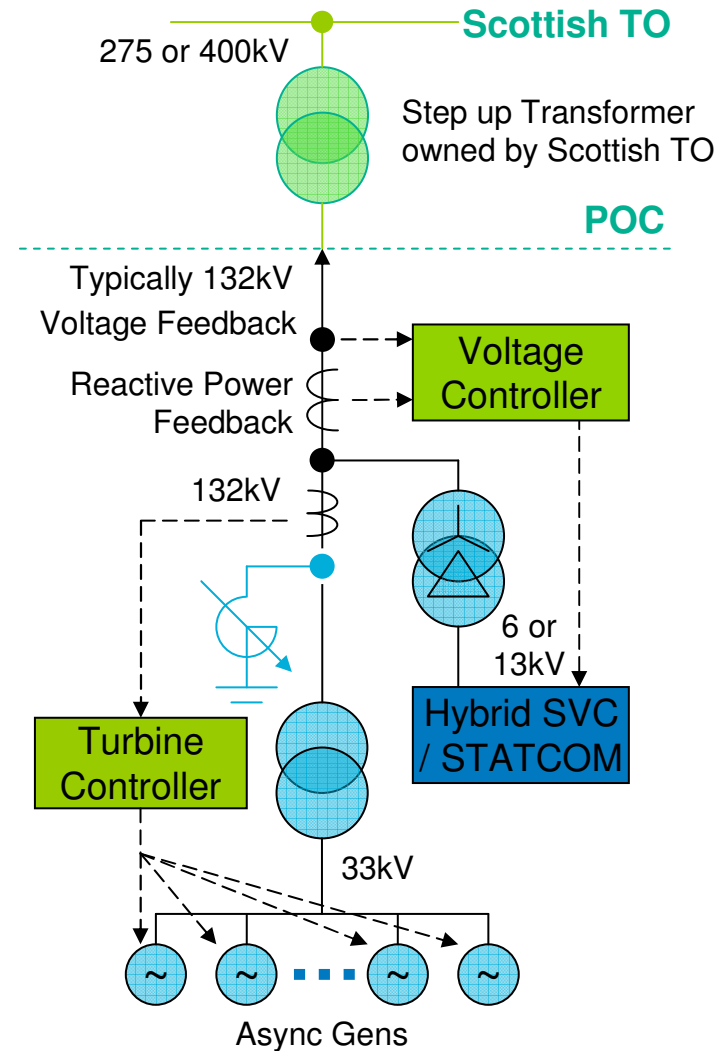 Scottish TO
275 or 400kV
Step up Transformer
owned by Scottish TO
POC
Typically 132kV
Voltage Feedback
Voltage
Controller
Reactive Power
Feedback
132kV
6 or
13kV
Hybrid SVC
/ STATCOM
Turbine
Controller
33kV
~ ~ ~ ~
Async Gens